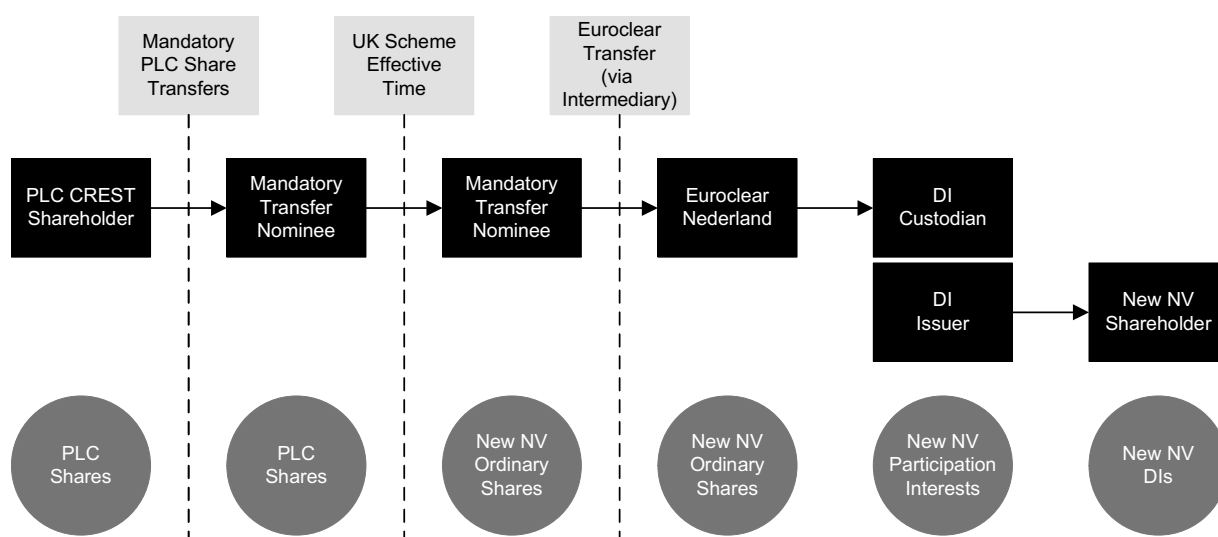 Mandatory
PLC Share
Transfers
UK Scheme
Effective
Time
Euroclear
Transfer
(via
Intermediary)
PLC CREST
Shareholder
Mandatory
Transfer
Nominee
Mandatory
Transfer
Nominee
Euroclear
Nederland
DI
Custodian
DI
Issuer
New NV
Shareholder
PLC
Shares
PLC
Shares
New NV
Ordinary
Shares
New NV
Ordinary
Shares
New NV
Participation
Interests
New NV
DIs